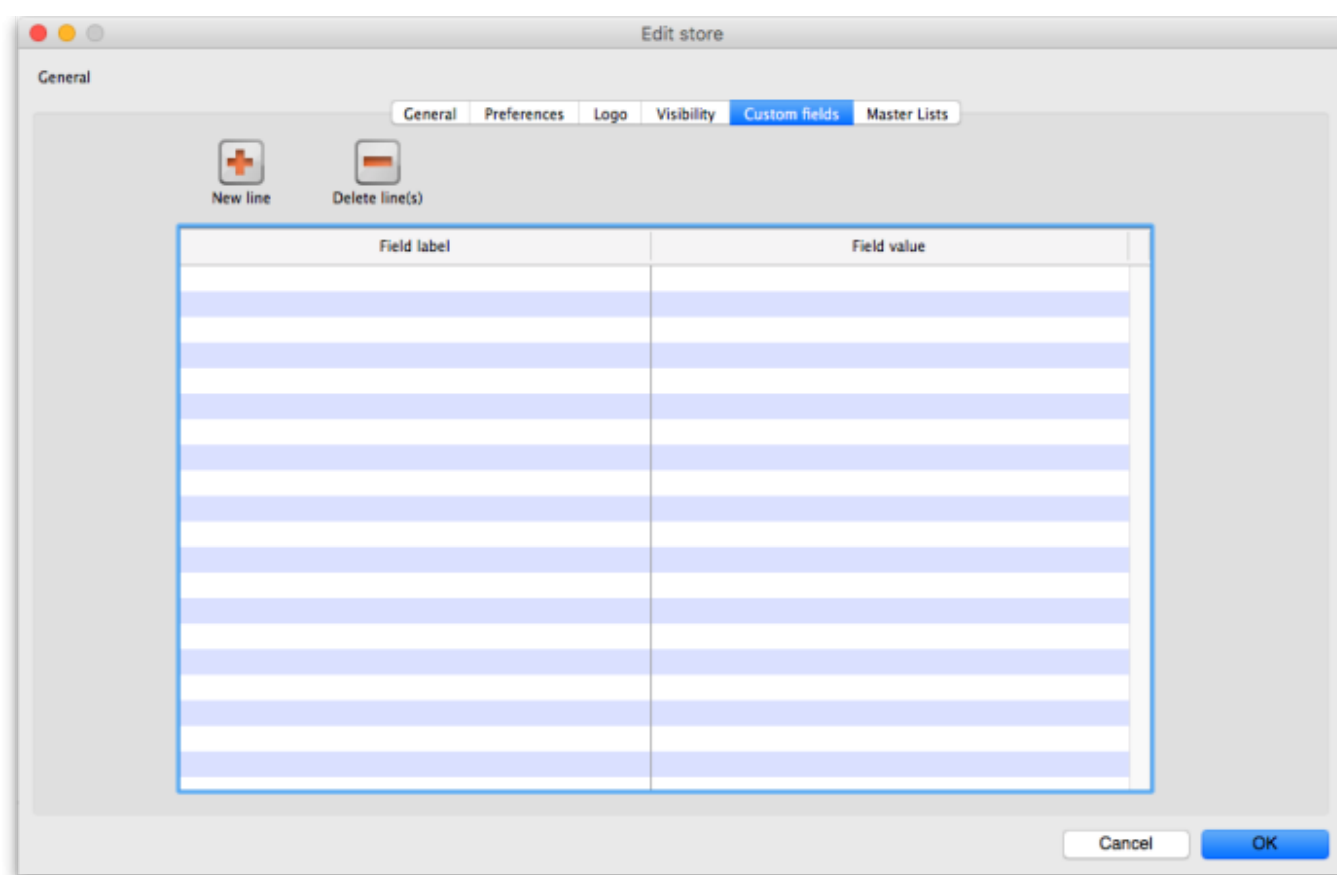 Edit store
General
General Preferences Logo Visibility Custom fields Master Lists
New line Delete line(s)
Field label Field value
Cancel OK